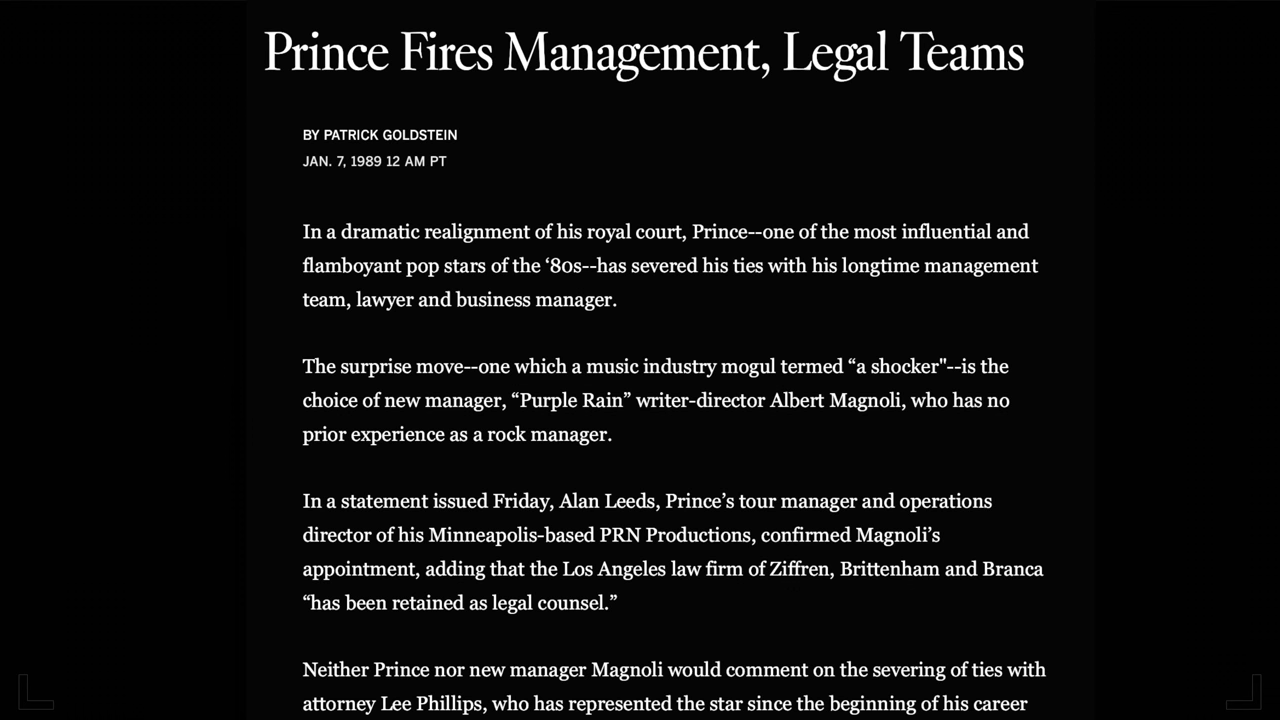 Prince Fires Management, Legal Teams
BY PATRICK GOLDSTEIN
JAN. 7, 1989 12 AM PT
In a dramatic realignment of his royal court, Prince--one of the most influential and
flamboyant pop stars of the ‘80s--has severed his ties with his longtime management
team, lawyer and business manager.
The surprise move--one which a music industry mogul termed “a shocker"--is the
choice of new manager, “Purple Rain” writer-director Albert Magnoli, who has no
prior experience as a rock manager.
In a statement issued Friday, Alan Leeds, Prince’s tour manager and operations
director of his Minneapolis-based PRN Productions, confirmed Magnoli’s
appointment, adding that the Los Angeles law firm of Ziffren, Brittenham and Branca
“has been retained as legal counsel.”
Neither Prince nor new manager Magnoli would comment on the severing of ties with
attorney Lee Phillips, who has represented the star since the beginning of his career